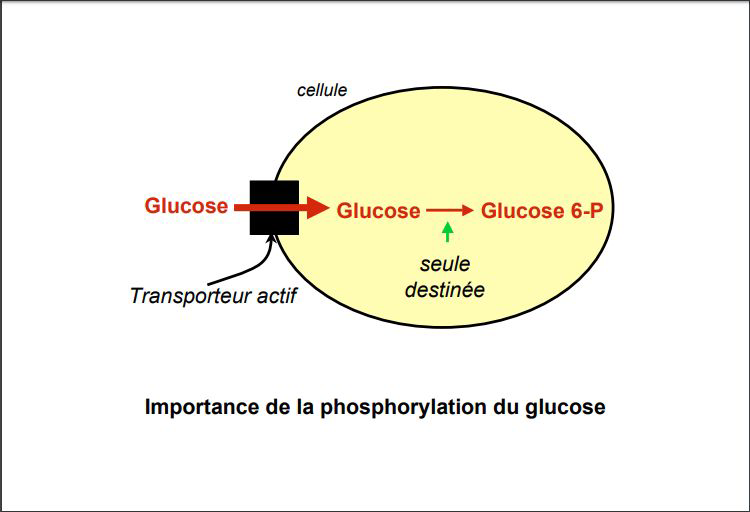 cellule
Glucose
Glucose
Glucose 6-P
seule
destinée
Transporteur actif
Importance de la phosphorylation du glucose